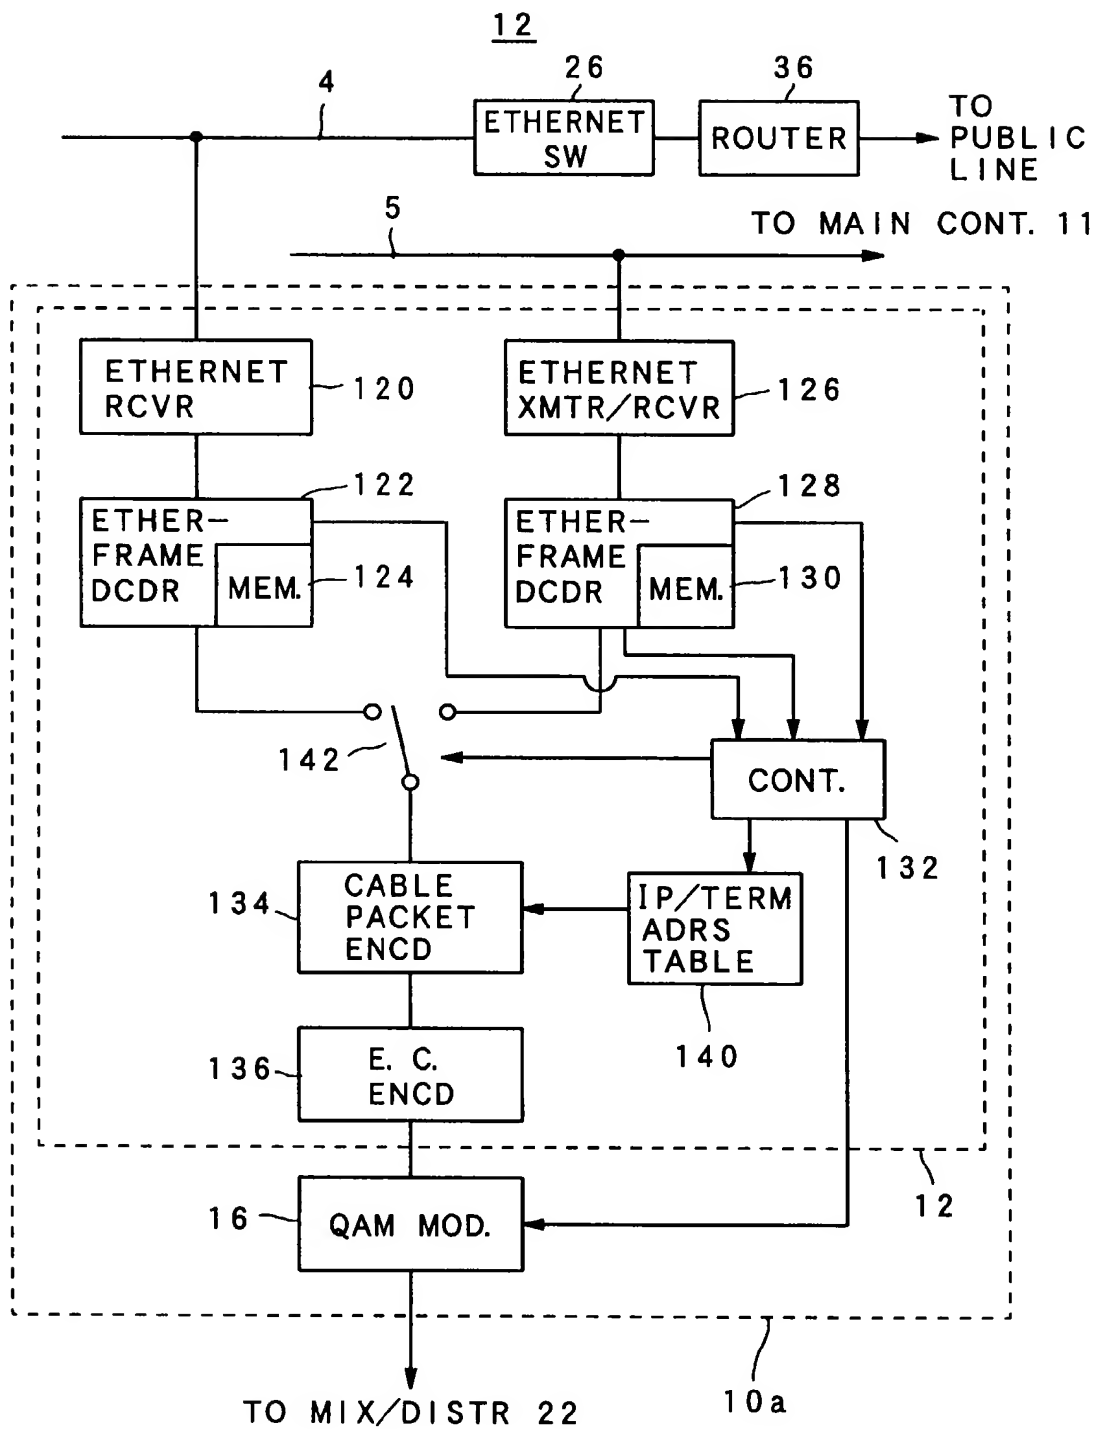 12
4
26
36
ETHERNET
SW
ROUTER
TO
PUBLIC
LINE
5
TO MAIN CONT. 11
ETHERNET
RCVR
120
ETHERNET
XMTR/RCVR
126
122
ETHER-
FRAME
DCDR
MEM.
124
128
ETHER-
FRAME
DCDR
MEM.
130
142
CONT.
132
134
CABLE
PACKET
ENCD
IP/TERM
ADRS
TABLE
140
136
E. C.
ENCD
12
16
QAM MOD.
10a
TO MIX/DISTR 22